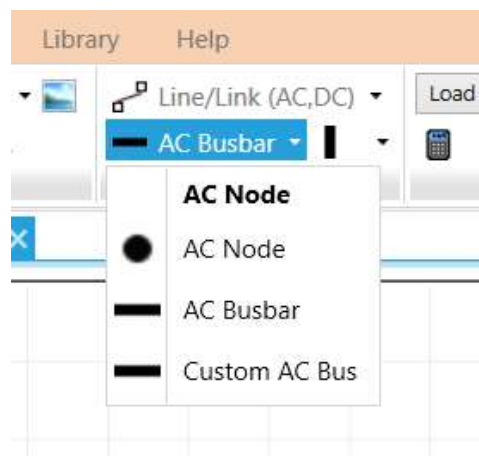 Library Help
Line/Link (AC,DC) Load
AC Busbar
AC Node
AC Node
AC Busbar
Custom AC Bus